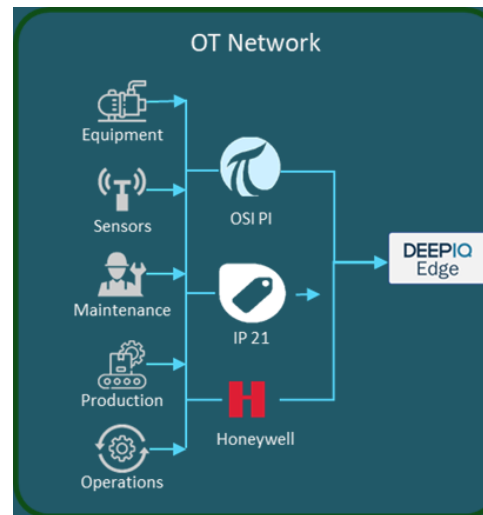 OT Network
Equipment
Sensors
Maintenance
Production
Operations
OSI PI
IP 21
H
Honeywell
DEEPIQ
Edge